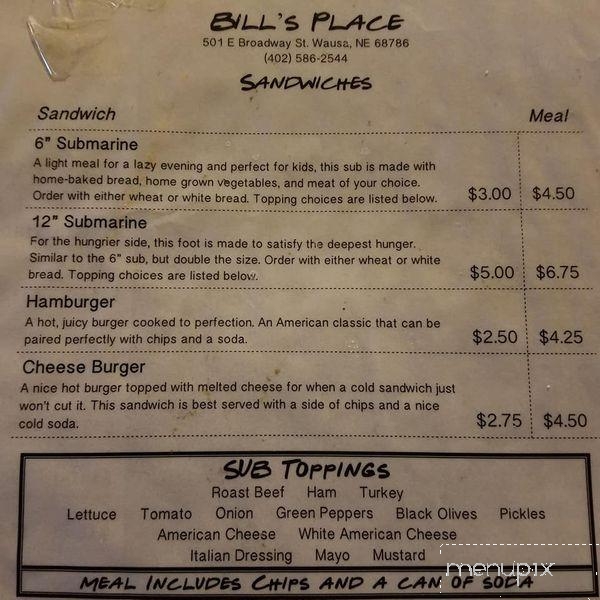 BILL'S PLACE
501 E Broadway St. Wausa, NE 68786
(402) 586-2544
SANDWICHES
Sandwich Meal
6" Submarine
A light meal for a lazy evening and perfect for kids, this sub is made with
home-baked bread, home grown vegetables, and meat of your choice.
Order with either wheat or white bread. Topping choices are listed below. $3.00 $4.50
12" Submarine
For the hungrier side, this foot is made to satisfy the deepest hunger.
Similar to the 6" sub, but double the size. Order with either wheat or white
bread. Topping choices are listed below. $5.00 $6.75
Hamburger
A hot, juicy burger cooked to perfection. An American classic that can be
paired perfectly with chips and a soda. $2.50 $4.25
Cheese Burger
A nice hot burger topped with melted cheese for when a cold sandwich just
won't cut it. This sandwich is best served with a side of chips and a nice
cold soda. $2.75 $4.50
SUB TOPPINGS
Roast Beef Ham Turkey
Lettuce Tomato Onion Green Peppers Black Olives Pickles
American Cheese White American Cheese
Italian Dressing Mayo Mustard
menupix
MEAL INCLUDES CHIPS AND A CAN OF SODA